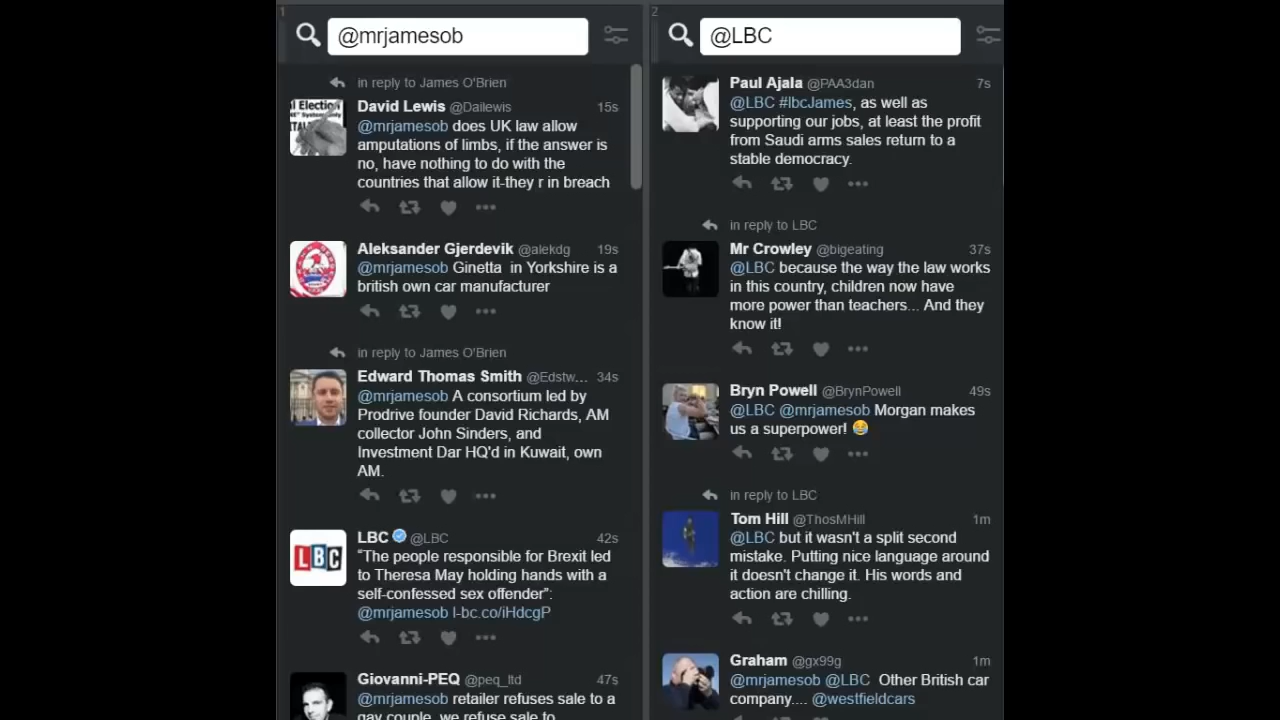 1
@mrjamesob
in reply to James O'Brien
David Lewis @Dailewis 15s
@mrjamesob does UK law allow
amputations of limbs, if the answer is
no, have nothing to do with the
countries that allow it-they r in breach
Aleksander Gjerdevik @alekdg 19s
@mrjamesob Ginetta in Yorkshire is a
british own car manufacturer
in reply to James O'Brien
Edward Thomas Smith @Edstw... 34s
@mrjamesob A consortium led by
Prodrive founder David Richards, AM
collector John Sinders, and
Investment Dar HQ'd in Kuwait, own
AM.
LBC
LBC @LBC 42s
“The people responsible for Brexit led
to Theresa May holding hands with a
self-confessed sex offender”:
@mrjamesob l-bc.co/iHdcgP
Giovanni-PEQ @peq_ltd 47s
@mrjamesob retailer refuses sale to a
gay couple, we refuse sale to
2
@LBC
Paul Ajala @PAA3dan 7s
@LBC #lbcJames, as well as
supporting our jobs, at least the profit
from Saudi arms sales return to a
stable democracy.
in reply to LBC
Mr Crowley @bigeating 37s
@LBC because the way the law works
in this country, children now have
more power than teachers... And they
know it!
Bryn Powell @BrynPowell 49s
@LBC @mrjamesob Morgan makes
us a superpower! 😂
in reply to LBC
Tom Hill @ThosMHill 1m
@LBC but it wasn't a split second
mistake. Putting nice language around
it doesn't change it. His words and
action are chilling.
Graham @gx99g 1m
@mrjamesob @LBC Other British car
company.... @westfieldcars